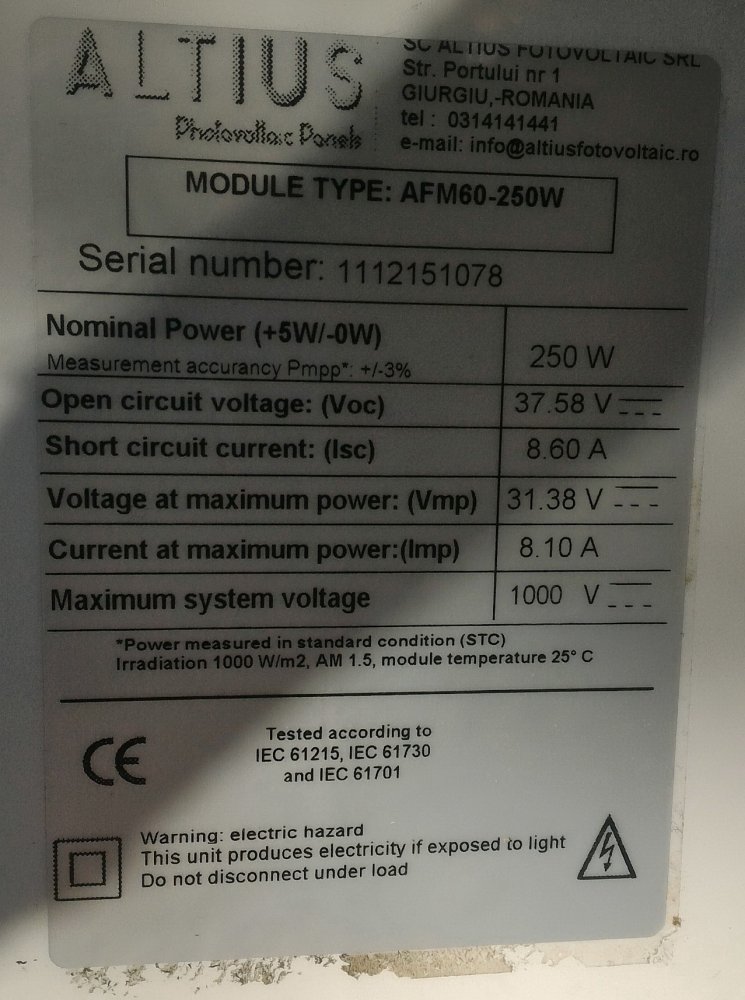 ALTIUS
Photovoltaic Panels
SC ALTIUS FOTOVOLTAIC SRL
Str. Portului nr 1
GIURGIU,-ROMANIA
tel : 0314141441
e-mail: info@altiusfotovoltaic.ro
MODULE TYPE: AFM60-250W
Serial number: 1112151078
Nominal Power (+5W/-0W)
Measurement accurancy Pmpp*: +/-3%
250 W
Open circuit voltage: (Voc) 37.58 V
Short circuit current: (Isc) 8.60 A
Voltage at maximum power: (Vmp) 31.38 V
Current at maximum power:(Imp) 8.10 A
Maximum system voltage 1000 V
*Power measured in standard condition (STC)
Irradiation 1000 W/m2, AM 1.5, module temperature 25° C
CE
Tested according to
IEC 61215, IEC 61730
and IEC 61701
Warning: electric hazard
This unit produces electricity if exposed to light
Do not disconnect under load